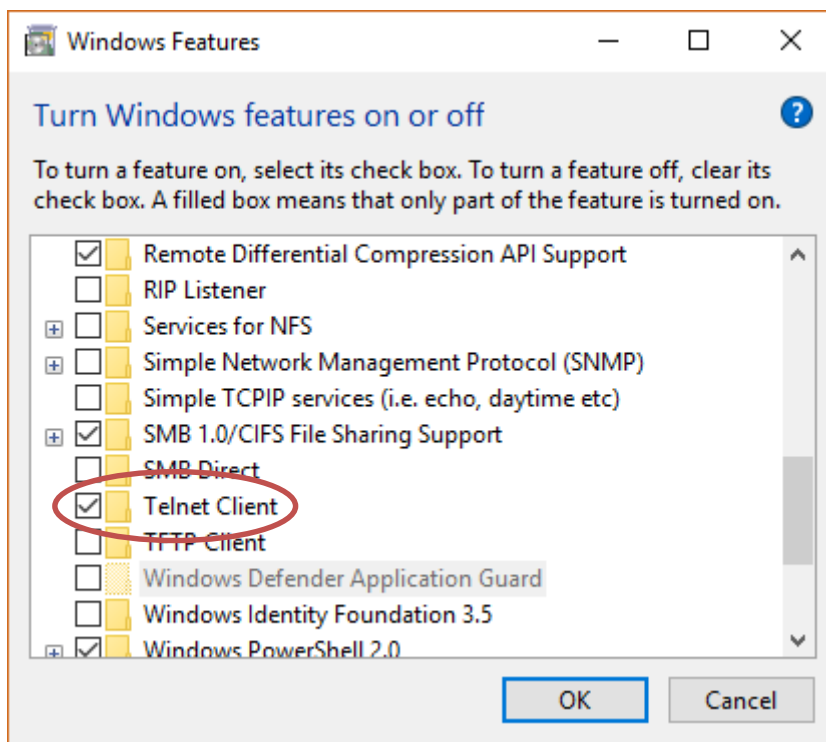 Windows Features
Turn Windows features on or off
To turn a feature on, select its check box. To turn a feature off, clear its
check box. A filled box means that only part of the feature is turned on.
Remote Differential Compression API Support
RIP Listener
Services for NFS
Simple Network Management Protocol (SNMP)
Simple TCPIP services (i.e. echo, daytime etc)
SMB 1.0/CIFS File Sharing Support
SMB Direct
Telnet Client
TFTP Client
Windows Defender Application Guard
Windows Identity Foundation 3.5
Windows PowerShell 2.0
OK
Cancel